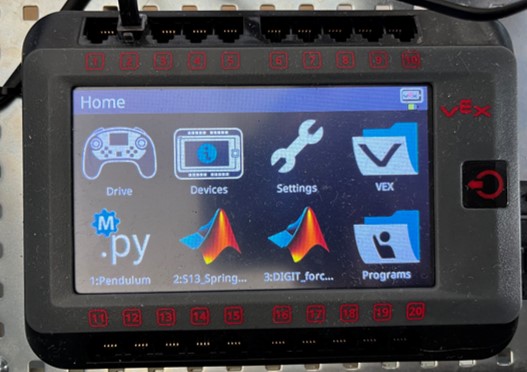 1 2 3 4 5 6 7 8 9 10
Home
VEX
Drive Devices Settings VEX
M
.py
1:Pendulum 2:S13_Spring... 3:DIGIT_forc... Programs
11 12 13 14 15 16 17 18 19 20